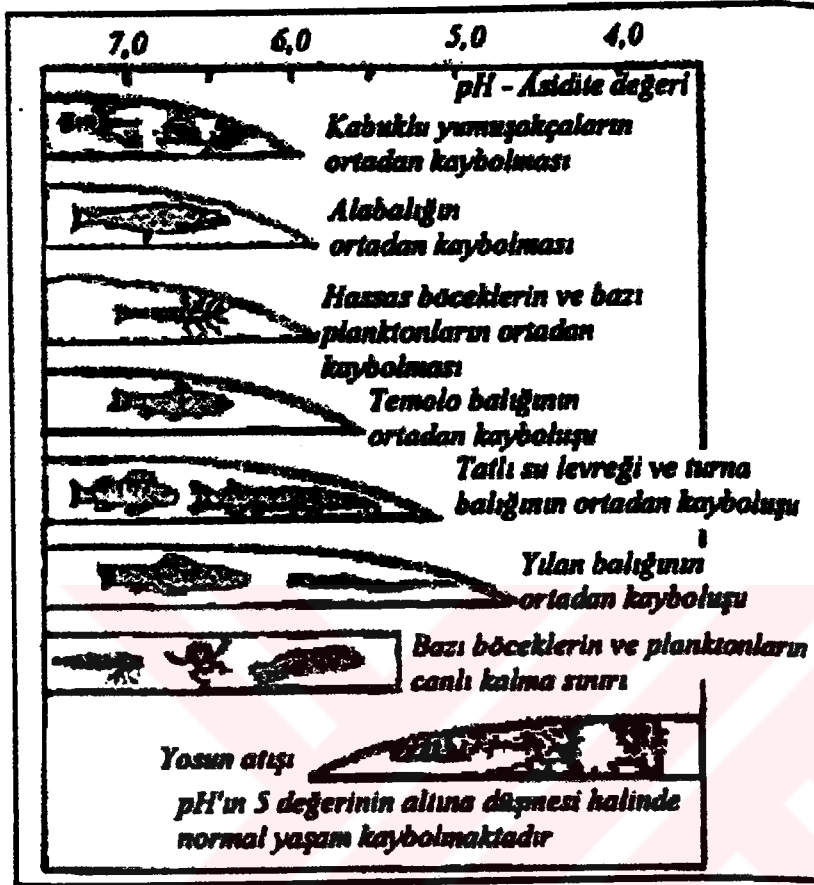 7,0 6,0 5,0 4,0
pH - Asidite değeri
Kabuklu yumuşakçaların
ortadan kaybolması
Alabalığın
ortadan kaybolması
Hassas böceklerin ve bazı
planktonların ortadan
kaybolması
Temolo balığının
ortadan kayboluşu
Tatlı su levreği ve turna
balığının ortadan kayboluşu
Yılan balığının
ortadan kayboluşu
Bazı böceklerin ve planktonların
canlı kalma sınırı
Yosun atışı
pH'ın 5 değerinin altına düşmesi halinde
normal yaşam kaybolmaktadır